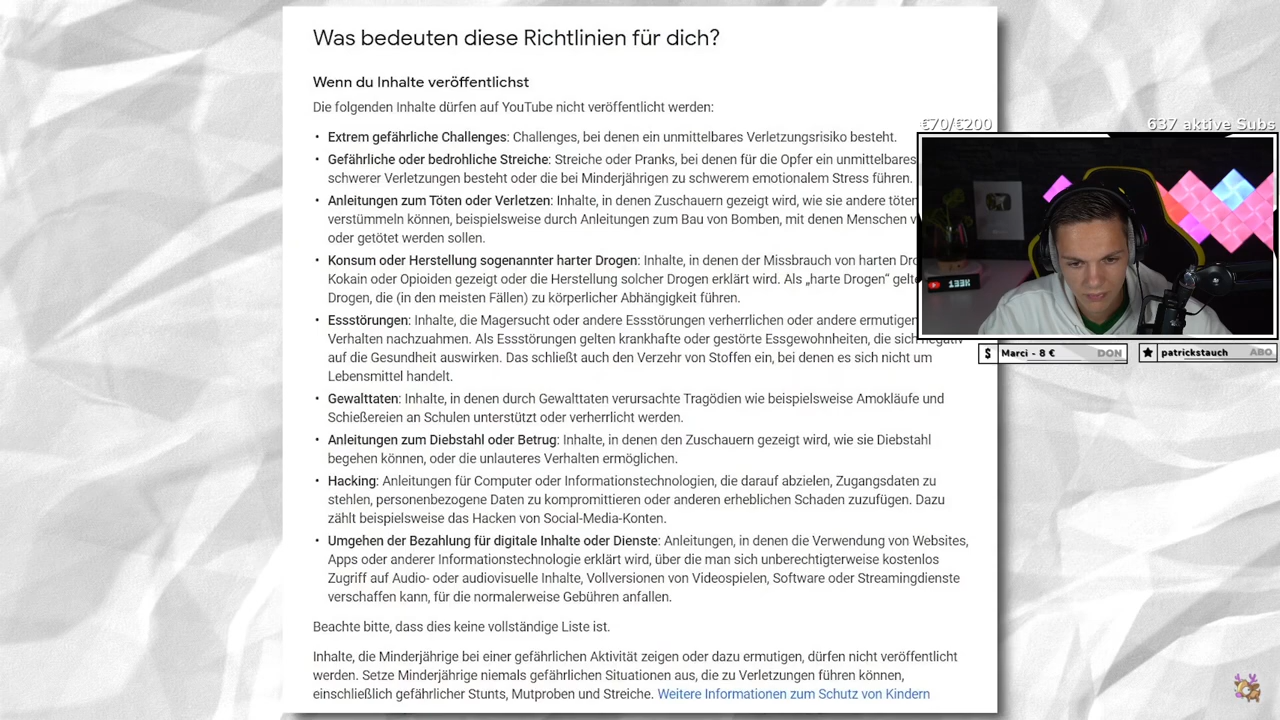 Was bedeuten diese Richtlinien für dich?
Wenn du Inhalte veröffentlichst
Die folgenden Inhalte dürfen auf YouTube nicht veröffentlicht werden:
• Extrem gefährliche Challenges: Challenges, bei denen ein unmittelbares Verletzungsrisiko besteht.
• Gefährliche oder bedrohliche Streiche: Streiche oder Pranks, bei denen für die Opfer ein unmittelbares
schwerer Verletzungen besteht oder die bei Minderjährigen zu schwerem emotionalem Stress führen.
• Anleitungen zum Töten oder Verletzen: Inhalte, in denen Zuschauern gezeigt wird, wie sie andere töten
verstümmeln können, beispielsweise durch Anleitungen zum Bau von Bomben, mit denen Menschen
oder getötet werden sollen.
• Konsum oder Herstellung sogenannter harter Drogen: Inhalte, in denen der Missbrauch von harten
Kokain oder Opioiden gezeigt oder die Herstellung solcher Drogen erklärt wird. Als „harte Drogen“
Drogen, die (in den meisten Fällen) zu körperlicher Abhängigkeit führen.
• Essstörungen: Inhalte, die Magersucht oder andere Essstörungen verherrlichen oder andere ermutigen
Verhalten nachzuahmen. Als Essstörungen gelten krankhafte oder gestörte Essgewohnheiten, die sich negativ
auf die Gesundheit auswirken. Das schließt auch den Verzehr von Stoffen ein, bei denen es sich nicht um
Lebensmittel handelt.
• Gewalttaten: Inhalte, in denen durch Gewalttaten verursachte Tragödien wie beispielsweise Amokläufe und
Schießereien an Schulen unterstützt oder verherrlicht werden.
• Anleitungen zum Diebstahl oder Betrug: Inhalte, in denen den Zuschauern gezeigt wird, wie sie Diebstahl
begehen können, oder die unlauteres Verhalten ermöglichen.
• Hacking: Anleitungen für Computer oder Informationstechnologien, die darauf abzielen, Zugangsdaten zu
stehlen, personenbezogene Daten zu kompromittieren oder anderen erheblichen Schaden zuzufügen. Dazu
zählt beispielsweise das Hacken von Social-Media-Konten.
• Umgehen der Bezahlung für digitale Inhalte oder Dienste: Anleitungen, in denen die Verwendung von Websites,
Apps oder anderer Informationstechnologie erklärt wird, über die man sich unberechtigterweise kostenlos
Zugriff auf Audio- oder audiovisuelle Inhalte, Vollversionen von Videospielen, Software oder Streamingdienste
verschaffen kann, für die normalerweise Gebühren anfallen.
Beachte bitte, dass dies keine vollständige Liste ist.
Inhalte, die Minderjährige bei einer gefährlichen Aktivität zeigen oder dazu ermutigen, dürfen nicht veröffentlicht
werden. Setze Minderjährige niemals gefährlichen Situationen aus, die zu Verletzungen führen können,
einschließlich gefährlicher Stunts, Mutproben und Streiche. Weitere Informationen zum Schutz von Kindern
€70/€200
637 aktive Subs
133K
$ Marci - 8 € DON
patrickstauch ABO